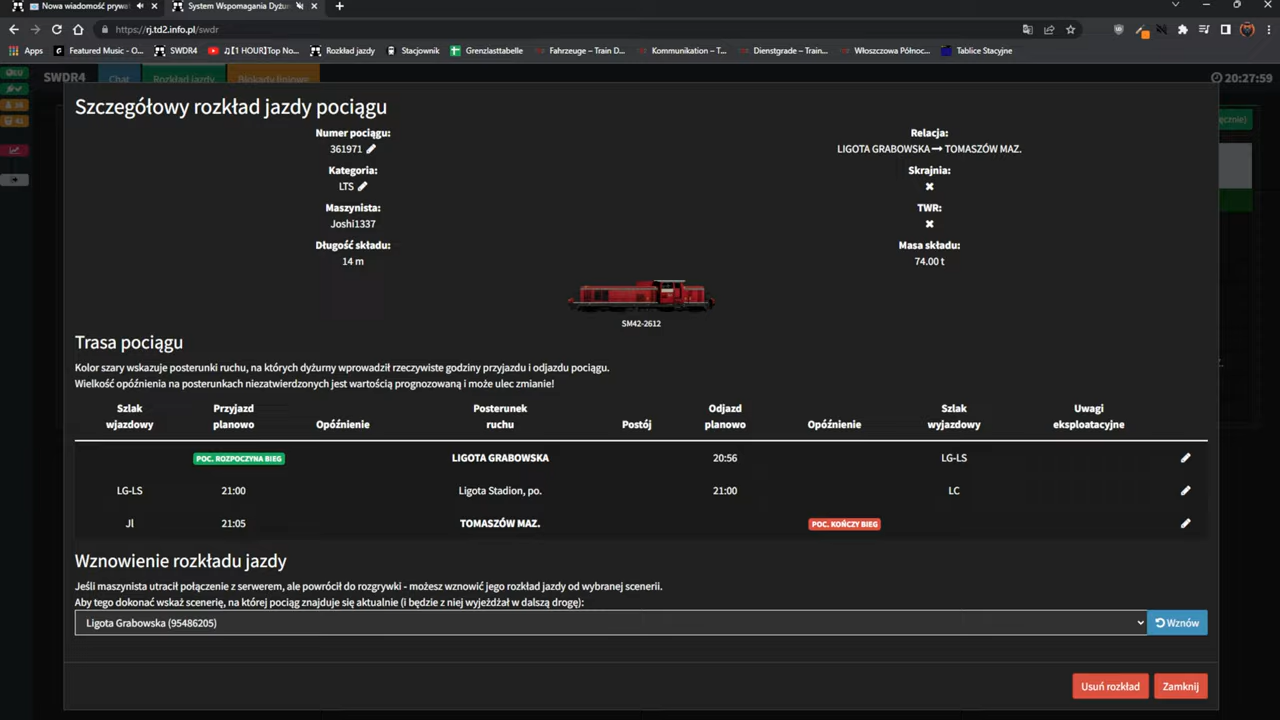 Nowa wiadomość prywat
System Wspomagania Dyżur
https://rj.td2.info.pl/swdr
Apps
Featured Music - O...
SWDR4
♫[1 HOUR]Top No...
Rozkład jazdy
Stacjownik
Grenzlasttabelle
Fahrzeuge – Train D...
Kommunikation – T...
Dienstgrade – Train...
Włoszczowa Północ...
Tablice Stacyjne
SWDR4
Chat
Rozkład jazdy
Blokady liniowe
20:27:59
Szczegółowy rozkład jazdy pociągu
ęcznie)
Numer pociągu:
Relacja:
361971
LIGOTA GRABOWSKA → TOMASZÓW MAZ.
Kategoria:
Skrajnia:
LTS
✖
Maszynista:
TWR:
Joshi1337
✖
Długość składu:
Masa składu:
14 m
74.00 t
SM42-2612
Trasa pociągu
Kolor szary wskazuje posterunki ruchu, na których dyżurny wprowadził rzeczywiste godziny przyjazdu i odjazdu pociągu.
Wielkość opóźnienia na posterunkach niezatwierdzonych jest wartością prognozowaną i może ulec zmianie!
Szlak wjazdowy Przyjazd planowo Opóźnienie Posterunek ruchu Postój Odjazd planowo Opóźnienie Szlak wyjazdowy Uwagi eksploatacyjne
POC. ROZPOCZYNA BIEG LIGOTA GRABOWSKA 20:56 LG-LS
LG-LS 21:00 Ligota Stadion, po. 21:00 LC
Jl 21:05 TOMASZÓW MAZ. POC. KOŃCZY BIEG
Wznowienie rozkładu jazdy
Jeśli maszynista utracił połączenie z serwerem, ale powrócił do rozgrywki - możesz wznowić jego rozkład jazdy od wybranej scenerii.
Aby tego dokonać wskaż scenerię, na której pociąg znajduje się aktualnie (i będzie z niej wyjeżdżał w dalszą drogę):
Ligota Grabowska (95486205)
Wznów
Usuń rozkład
Zamknij